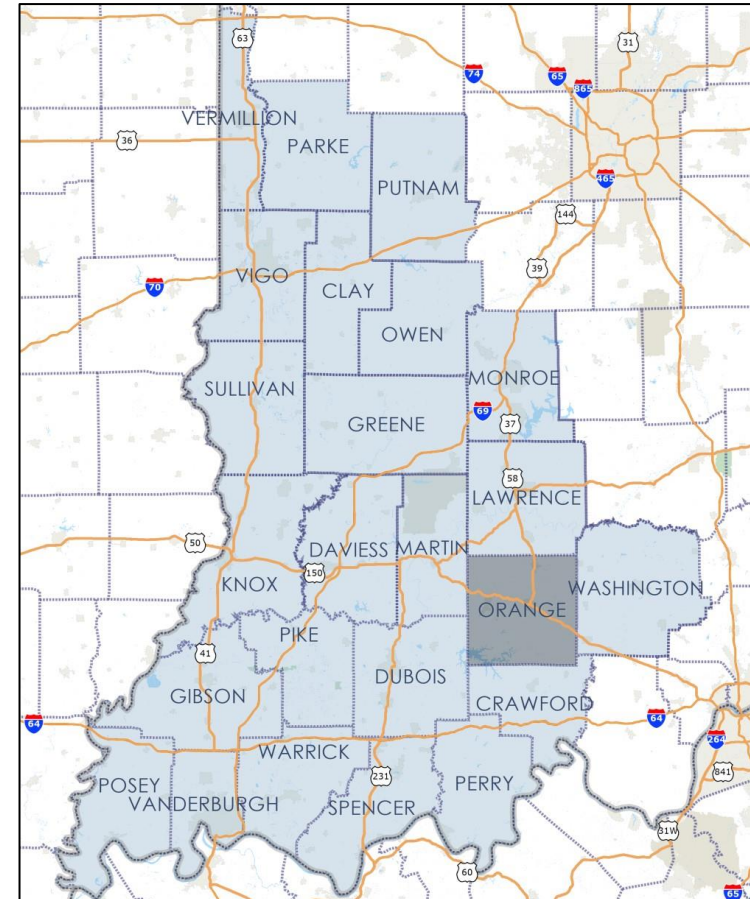 63
31
74
65
865
VERMILLION
36
PARKE
PUTNAM
465
144
39
VIGO
70
CLAY
OWEN
SULLIVAN
MONROE
69
GREENE
37
58
LAWRENCE
50
DAVIESS
MARTIN
150
KNOX
WASHINGTON
ORANGE
PIKE
41
DUBOIS
GIBSON
CRAWFORD
64
64
264
WARRICK
231
841
POSEY
PERRY
VANDERBURGH
SPENCER
31W
60
65